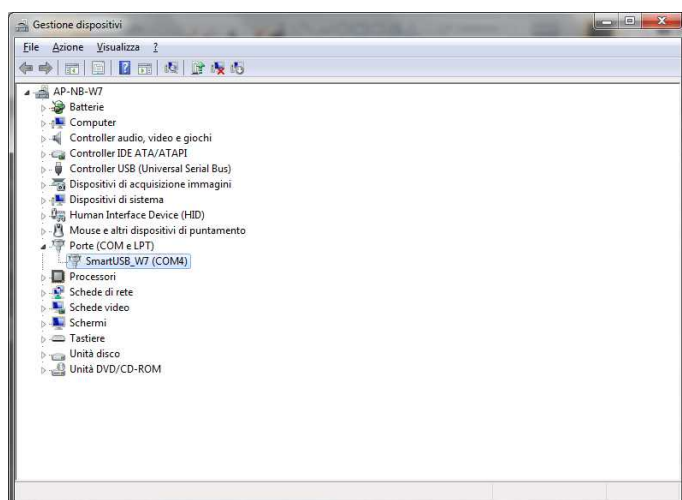 Gestione dispositivi
File Azione Visualizza ?
AP-NB-W7
Batterie
Computer
Controller audio, video e giochi
Controller IDE ATA/ATAPI
Controller USB (Universal Serial Bus)
Dispositivi di acquisizione immagini
Dispositivi di sistema
Human Interface Device (HID)
Mouse e altri dispositivi di puntamento
Porte (COM e LPT)
SmartUSB_W7 (COM4)
Processori
Schede di rete
Schede video
Schermi
Tastiere
Unità disco
Unità DVD/CD-ROM